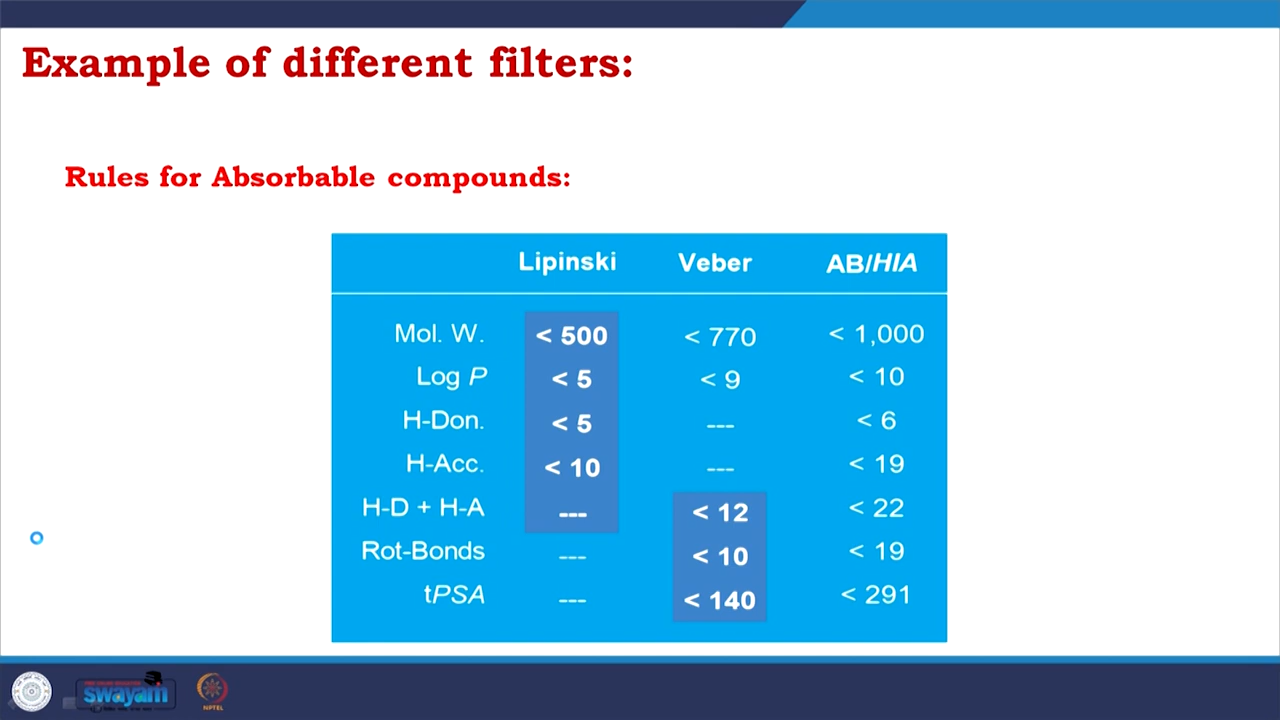 Example of different filters:
Rules for Absorbable compounds:
Lipinski Veber AB/HIA
Mol. W. < 500 < 770 < 1,000
Log P < 5 < 9 < 10
H-Don. < 5 --- < 6
H-Acc. < 10 --- < 19
H-D + H-A --- < 12 < 22
Rot-Bonds --- < 10 < 19
tPSA --- < 140 < 291
swayam
NPTEL